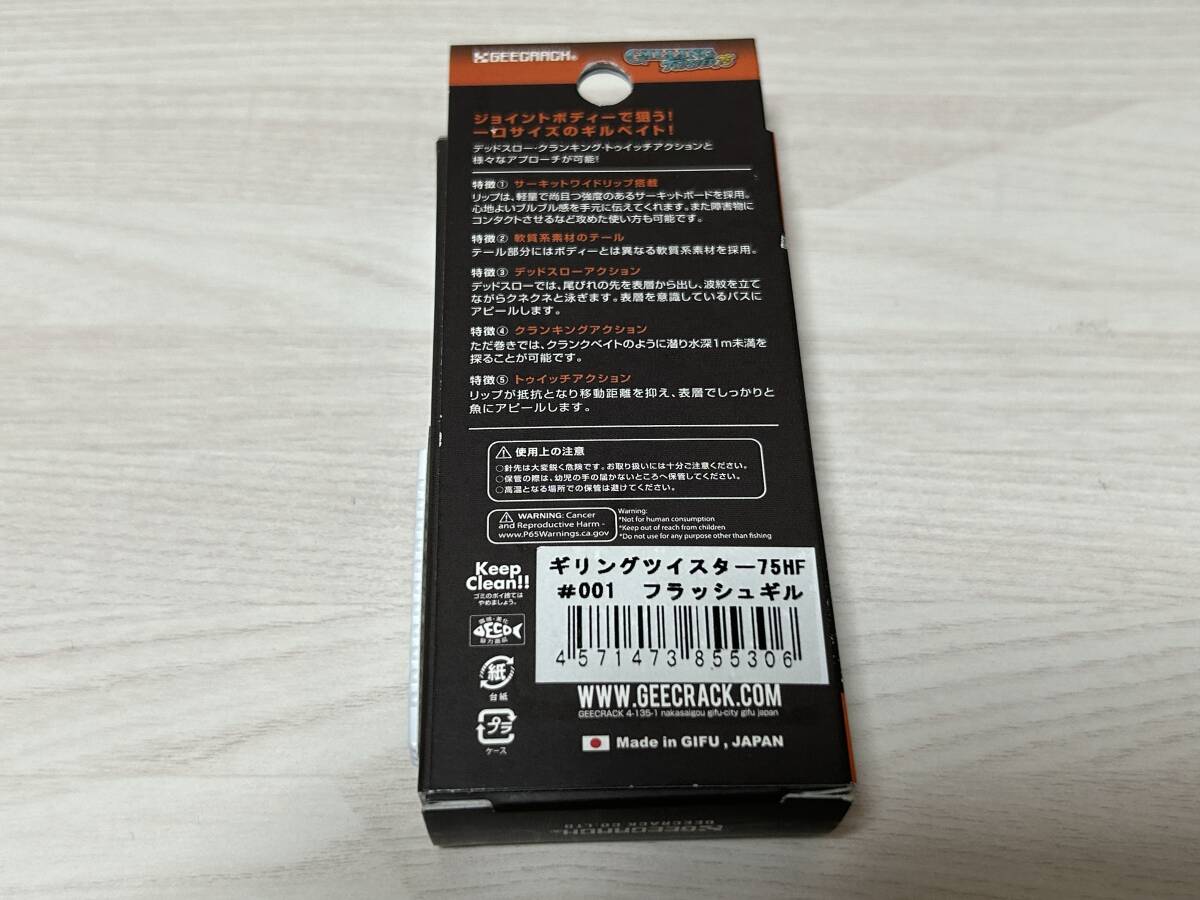 GEECRACK®
GILLING TWISTER 75
ジョイントボディーで狙う!
一口サイズのギルベイト!
デッドスロー・クランキング・トゥイッチアクションと
様々なアプローチが可能!
特徴① サーキットワイドリップ搭載
リップは、軽量で尚且つ強度のあるサーキットボードを採用。
心地よいブルブル感を手元に伝えてくれます。また障害物に
コンタクトさせるなど攻めた使い方も可能です。
特徴② 軟質系素材のテール
テール部分にはボディーとは異なる軟質系素材を採用。
特徴③ デッドスローアクション
デッドスローでは、尾びれの先を表層から出し、波紋を立て
ながらクネクネと泳ぎます。表層を意識しているバスに
アピールします。
特徴④ クランキングアクション
ただ巻きでは、クランクベイトのように潜り水深1m未満を
探ることが可能です。
特徴⑤ トゥイッチアクション
リップが抵抗となり移動距離を抑え、表層でしっかりと
魚にアピールします。
⚠ 使用上の注意
○針先は大変鋭く危険です。お取り扱いには十分ご注意ください。
○保管の際は、幼児の手の届かないところへ保管してください。
○高温となる場所での保管は避けてください。
⚠ WARNING: Cancer
and Reproductive Harm -
www.P65Warnings.ca.gov
Warning:
*Not for human consumption
*Keep out of reach from children
*Do not use for any purpose other than fishing
Keep
Clean!!
ゴミのポイ捨ては
やめましょう。
環境・美化
ECO
協力商品
紙
台紙
プラ
ケース
ギリングツイスター75HF
#001 フラッシュギル
4571473855306
WWW.GEECRACK.COM
GEECRACK 4-135-1 nakasaigou gifu-city gifu japan
Made in GIFU , JAPAN
GEECRACK®
GEECRACK CO.,LTD